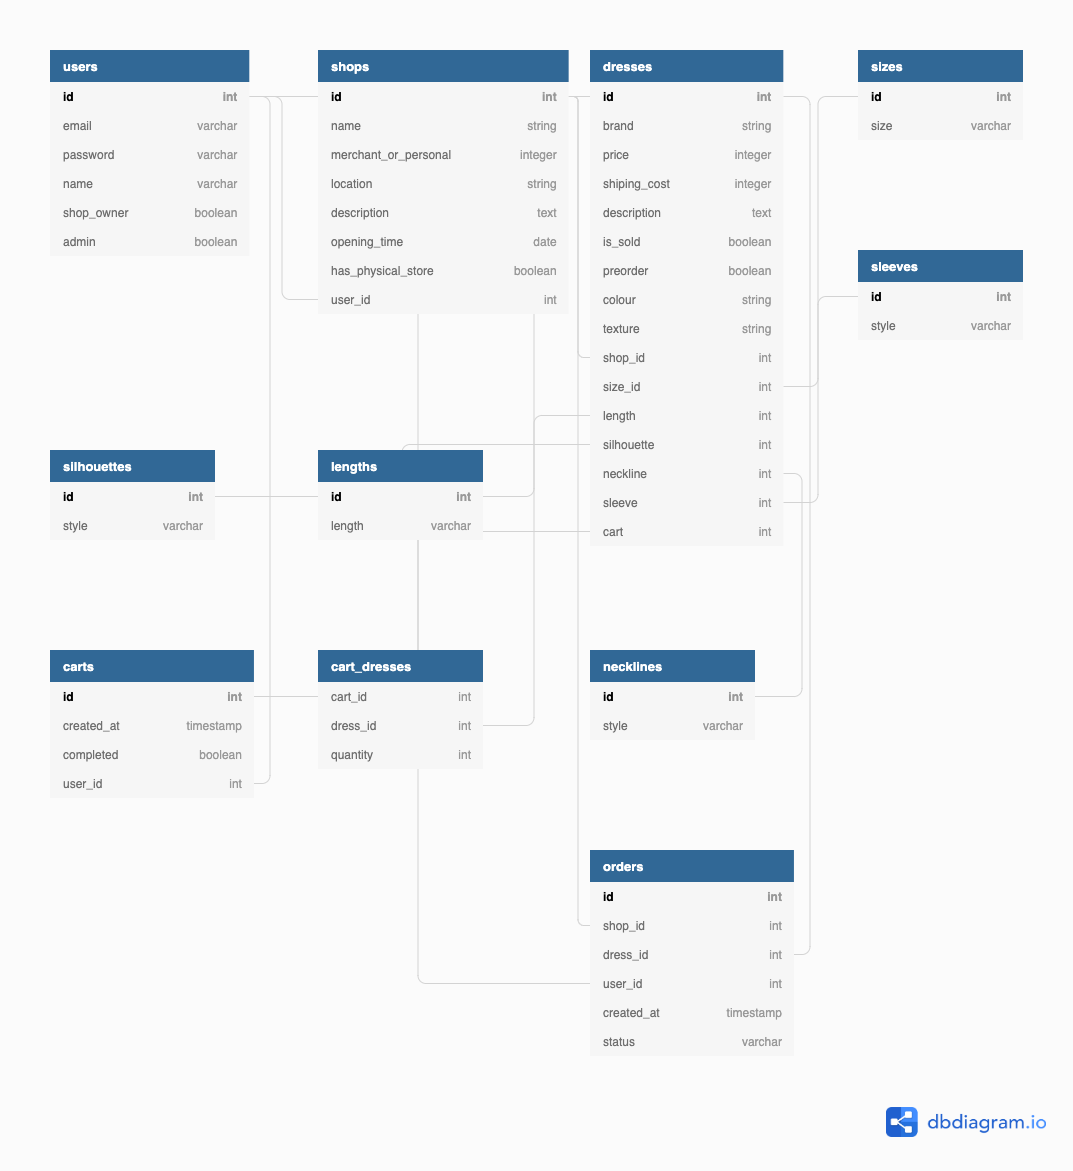 users
id int
email varchar
password varchar
name varchar
shop_owner boolean
admin boolean
shops
id int
name string
merchant_or_personal integer
location string
description text
opening_time date
has_physical_store boolean
user_id int
dresses
id int
brand string
price integer
shiping_cost integer
description text
is_sold boolean
preorder boolean
colour string
texture string
shop_id int
size_id int
length int
silhouette int
neckline int
sleeve int
cart int
sizes
id int
size varchar
sleeves
id int
style varchar
silhouettes
id int
style varchar
lengths
id int
length varchar
carts
id int
created_at timestamp
completed boolean
user_id int
cart_dresses
cart_id int
dress_id int
quantity int
necklines
id int
style varchar
orders
id int
shop_id int
dress_id int
user_id int
created_at timestamp
status varchar
dbdiagram.io